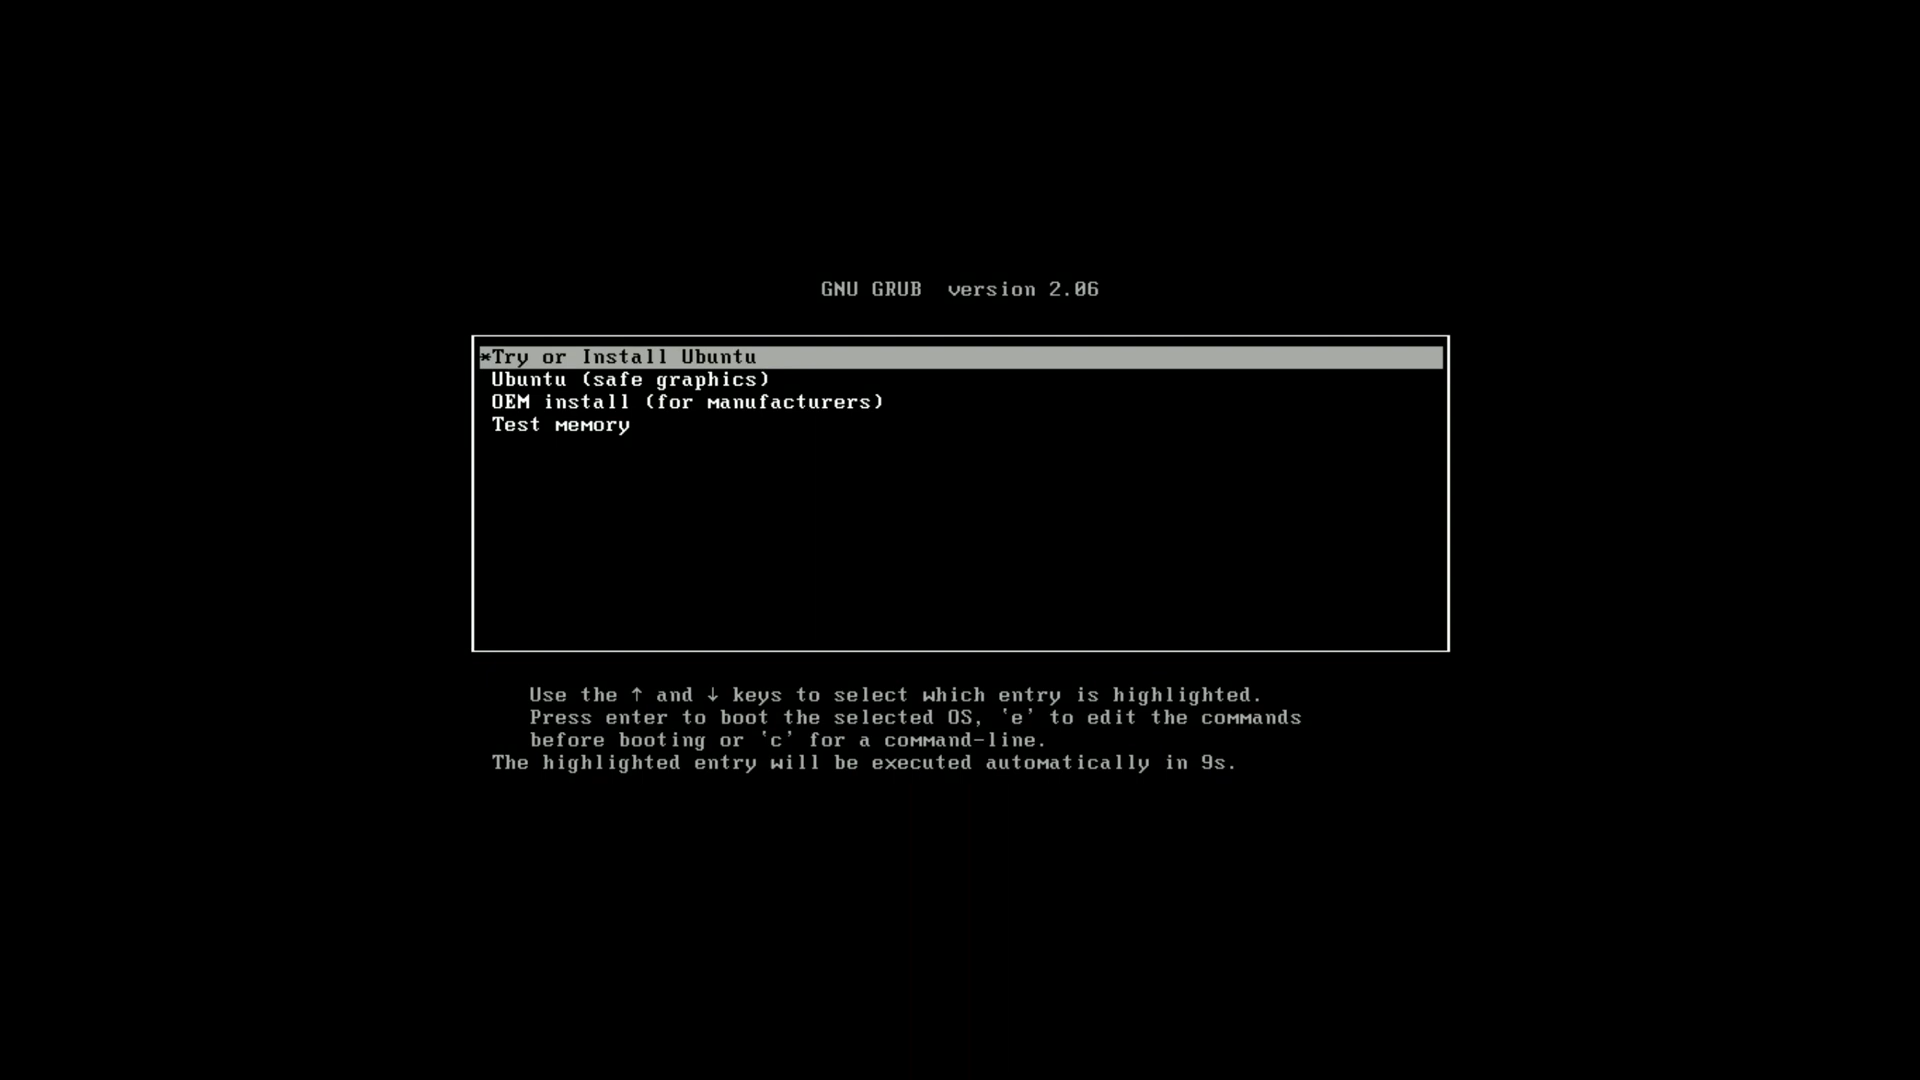 GNU GRUB  version 2.06
*Try or Install Ubuntu
Ubuntu (safe graphics)
OEM install (for manufacturers)
Test memory
Use the ↑ and ↓ keys to select which entry is highlighted.
Press enter to boot the selected OS, `e' to edit the commands
before booting or `c' for a command-line.
The highlighted entry will be executed automatically in 9s.